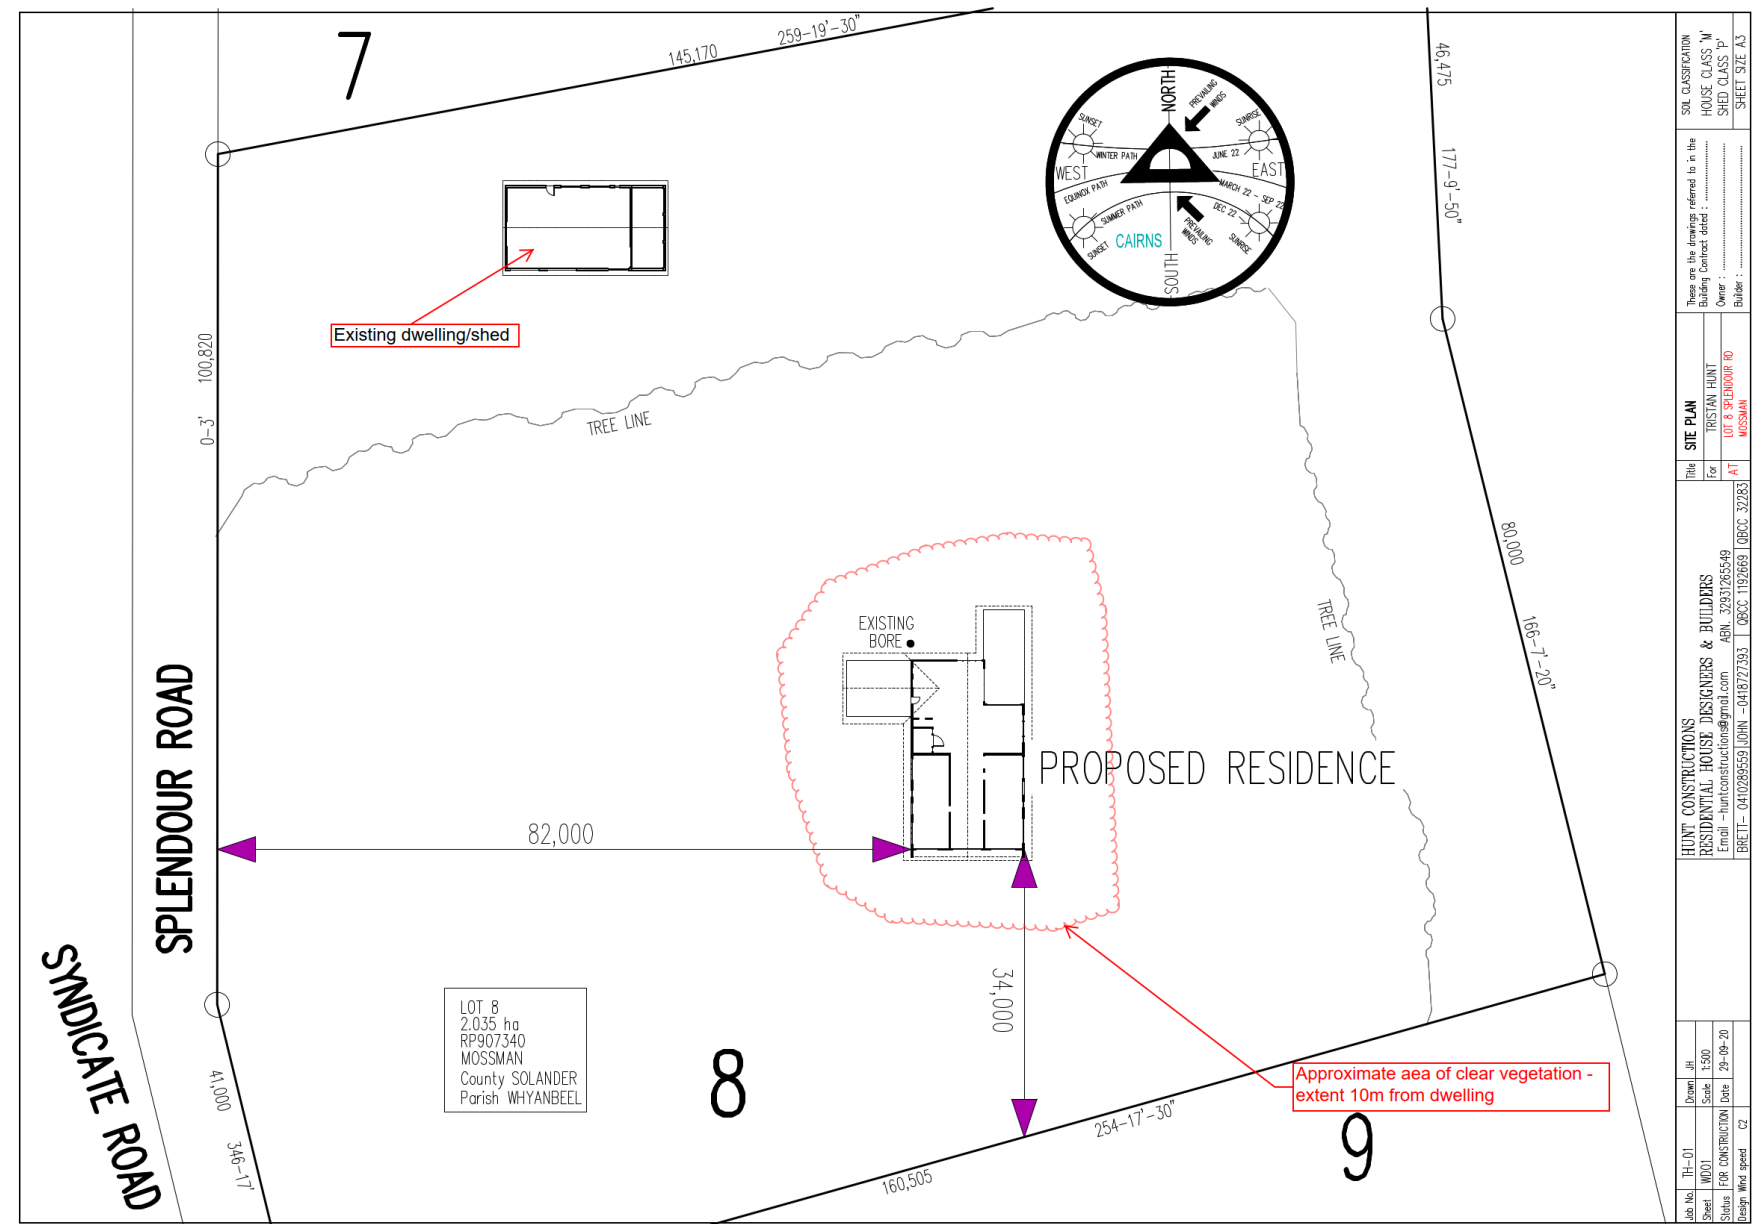 7
145,170
259-19'-30"
46,475
177-9'-50"
NORTH
PREVAILING
WINDS
SUNSET
SUNRISE
WINTER PATH
JUNE 22
WEST
EAST
EQUINOX PATH
MARCH 22 - SEP 22
SUMMER PATH
DEC 22
CAIRNS
PREVAILING
WINDS
SUNSET
SUNRISE
SOUTH
Existing dwelling/shed
100,820
0-3'
TREE LINE
80,000
166-7'-20"
TREE LINE
EXISTING
BORE
PROPOSED RESIDENCE
82,000
34,000
SPLENDOUR ROAD
SYNDICATE ROAD
41,000
346-17'
LOT 8
2.035 ha
RP907340
MOSSMAN
County SOLANDER
Parish WHYANBEEL
8
Approximate aea of clear vegetation -
extent 10m from dwelling
254-17'-30"
160,505
9
SOIL CLASSIFICATION
HOUSE CLASS 'M'
SHED CLASS 'P'
SHEET SIZE A3
These are the drawings referred to in the
Building Contract dated :
Owner :
Builder :
Title SITE PLAN
For TRISTAN HUNT
AT LOT 8 SPLENDOUR RD
MOSSMAN
HUNT CONSTRUCTIONS
RESIDENTIAL HOUSE DESIGNERS & BUILDERS
Email -huntconstructions@gmail.com ABN. 32931265549
BRETT- 0410289559 JOHN -0418727393 QBCC 1192669 QBCC 32283
Job No. TH-01 Drawn JH
Sheet WD01 Scale 1:500
Status FOR CONSTRUCTION Date 29-09-20
Design Wind speed C2